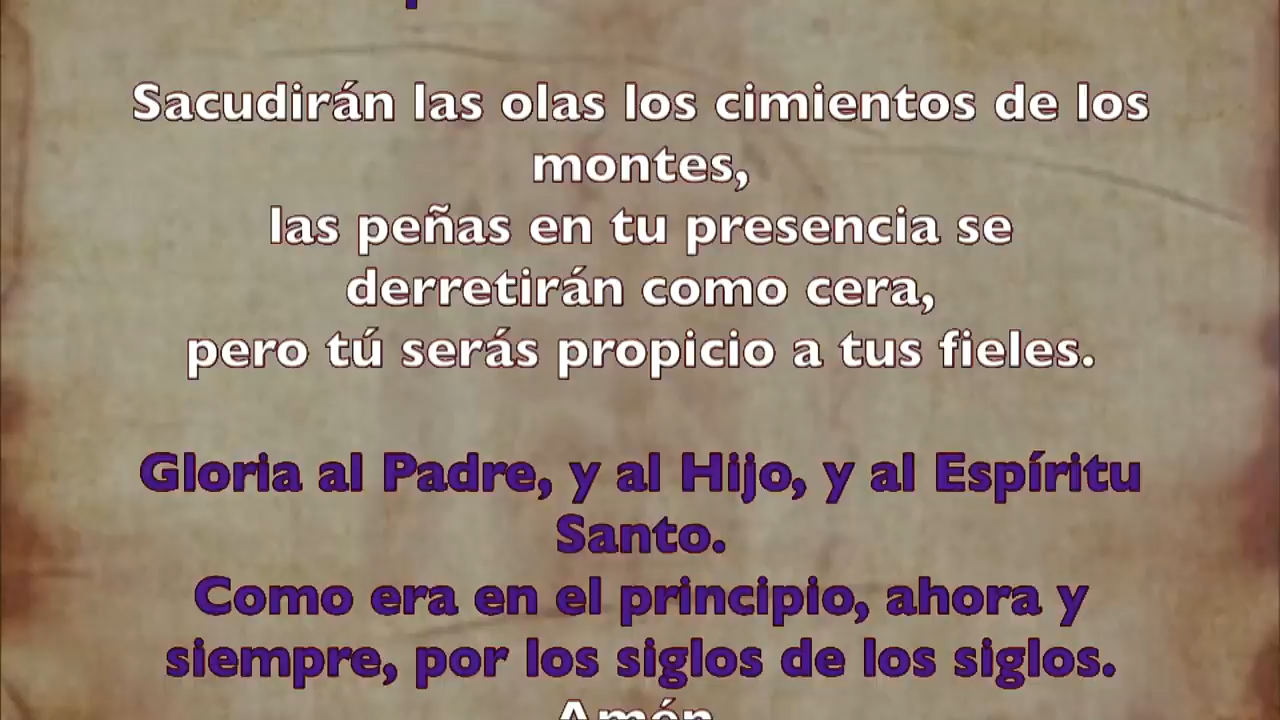 Sacudirán las olas los cimientos de los
montes,
las peñas en tu presencia se
derretirán como cera,
pero tú serás propicio a tus fieles.
Gloria al Padre, y al Hijo, y al Espíritu
Santo.
Como era en el principio, ahora y
siempre, por los siglos de los siglos.
Amén